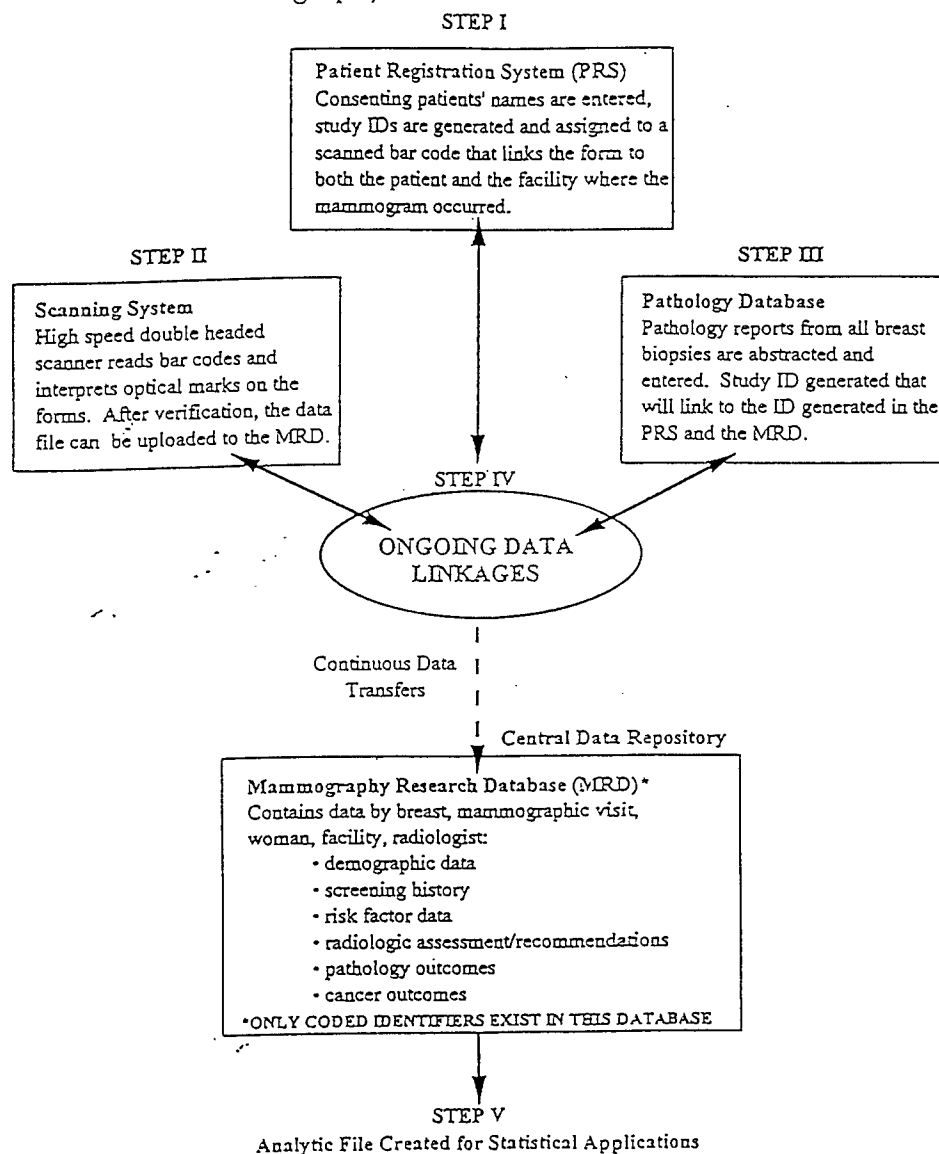 STEP I
Patient Registration System (PRS)
Consenting patients' names are entered,
study IDs are generated and assigned to a
scanned bar code that links the form to
both the patient and the facility where the
mammogram occurred.
STEP II
Scanning System
High speed double headed
scanner reads bar codes and
interprets optical marks on the
forms. After verification, the data
file can be uploaded to the MRD.
STEP III
Pathology Database
Pathology reports from all breast
biopsies are abstracted and
entered. Study ID generated that
will link to the ID generated in the
PRS and the MRD.
STEP IV
ONGOING DATA
LINKAGES
Continuous Data
Transfers
Central Data Repository
Mammography Research Database (MRD)*
Contains data by breast, mammographic visit,
woman, facility, radiologist:
• demographic data
• screening history
• risk factor data
• radiologic assessment/recommendations
• pathology outcomes
• cancer outcomes
*ONLY CODED IDENTIFIERS EXIST IN THIS DATABASE
STEP V
Analytic File Created for Statistical Applications